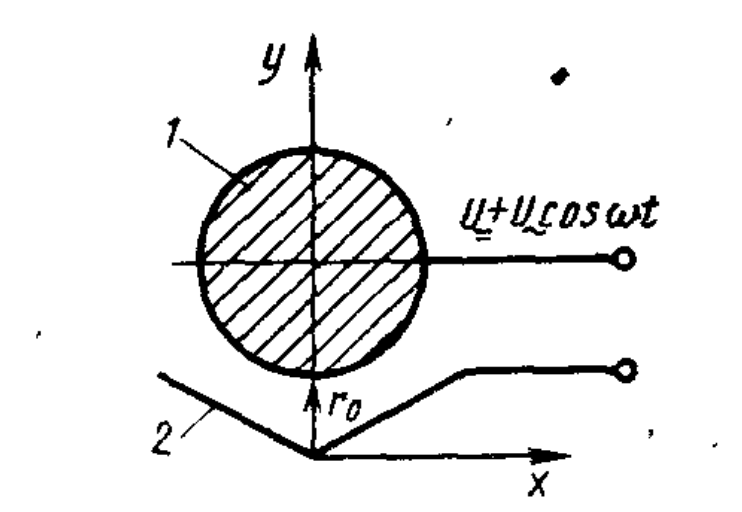 y
1
U=+U~cos ωt
r₀
2
x